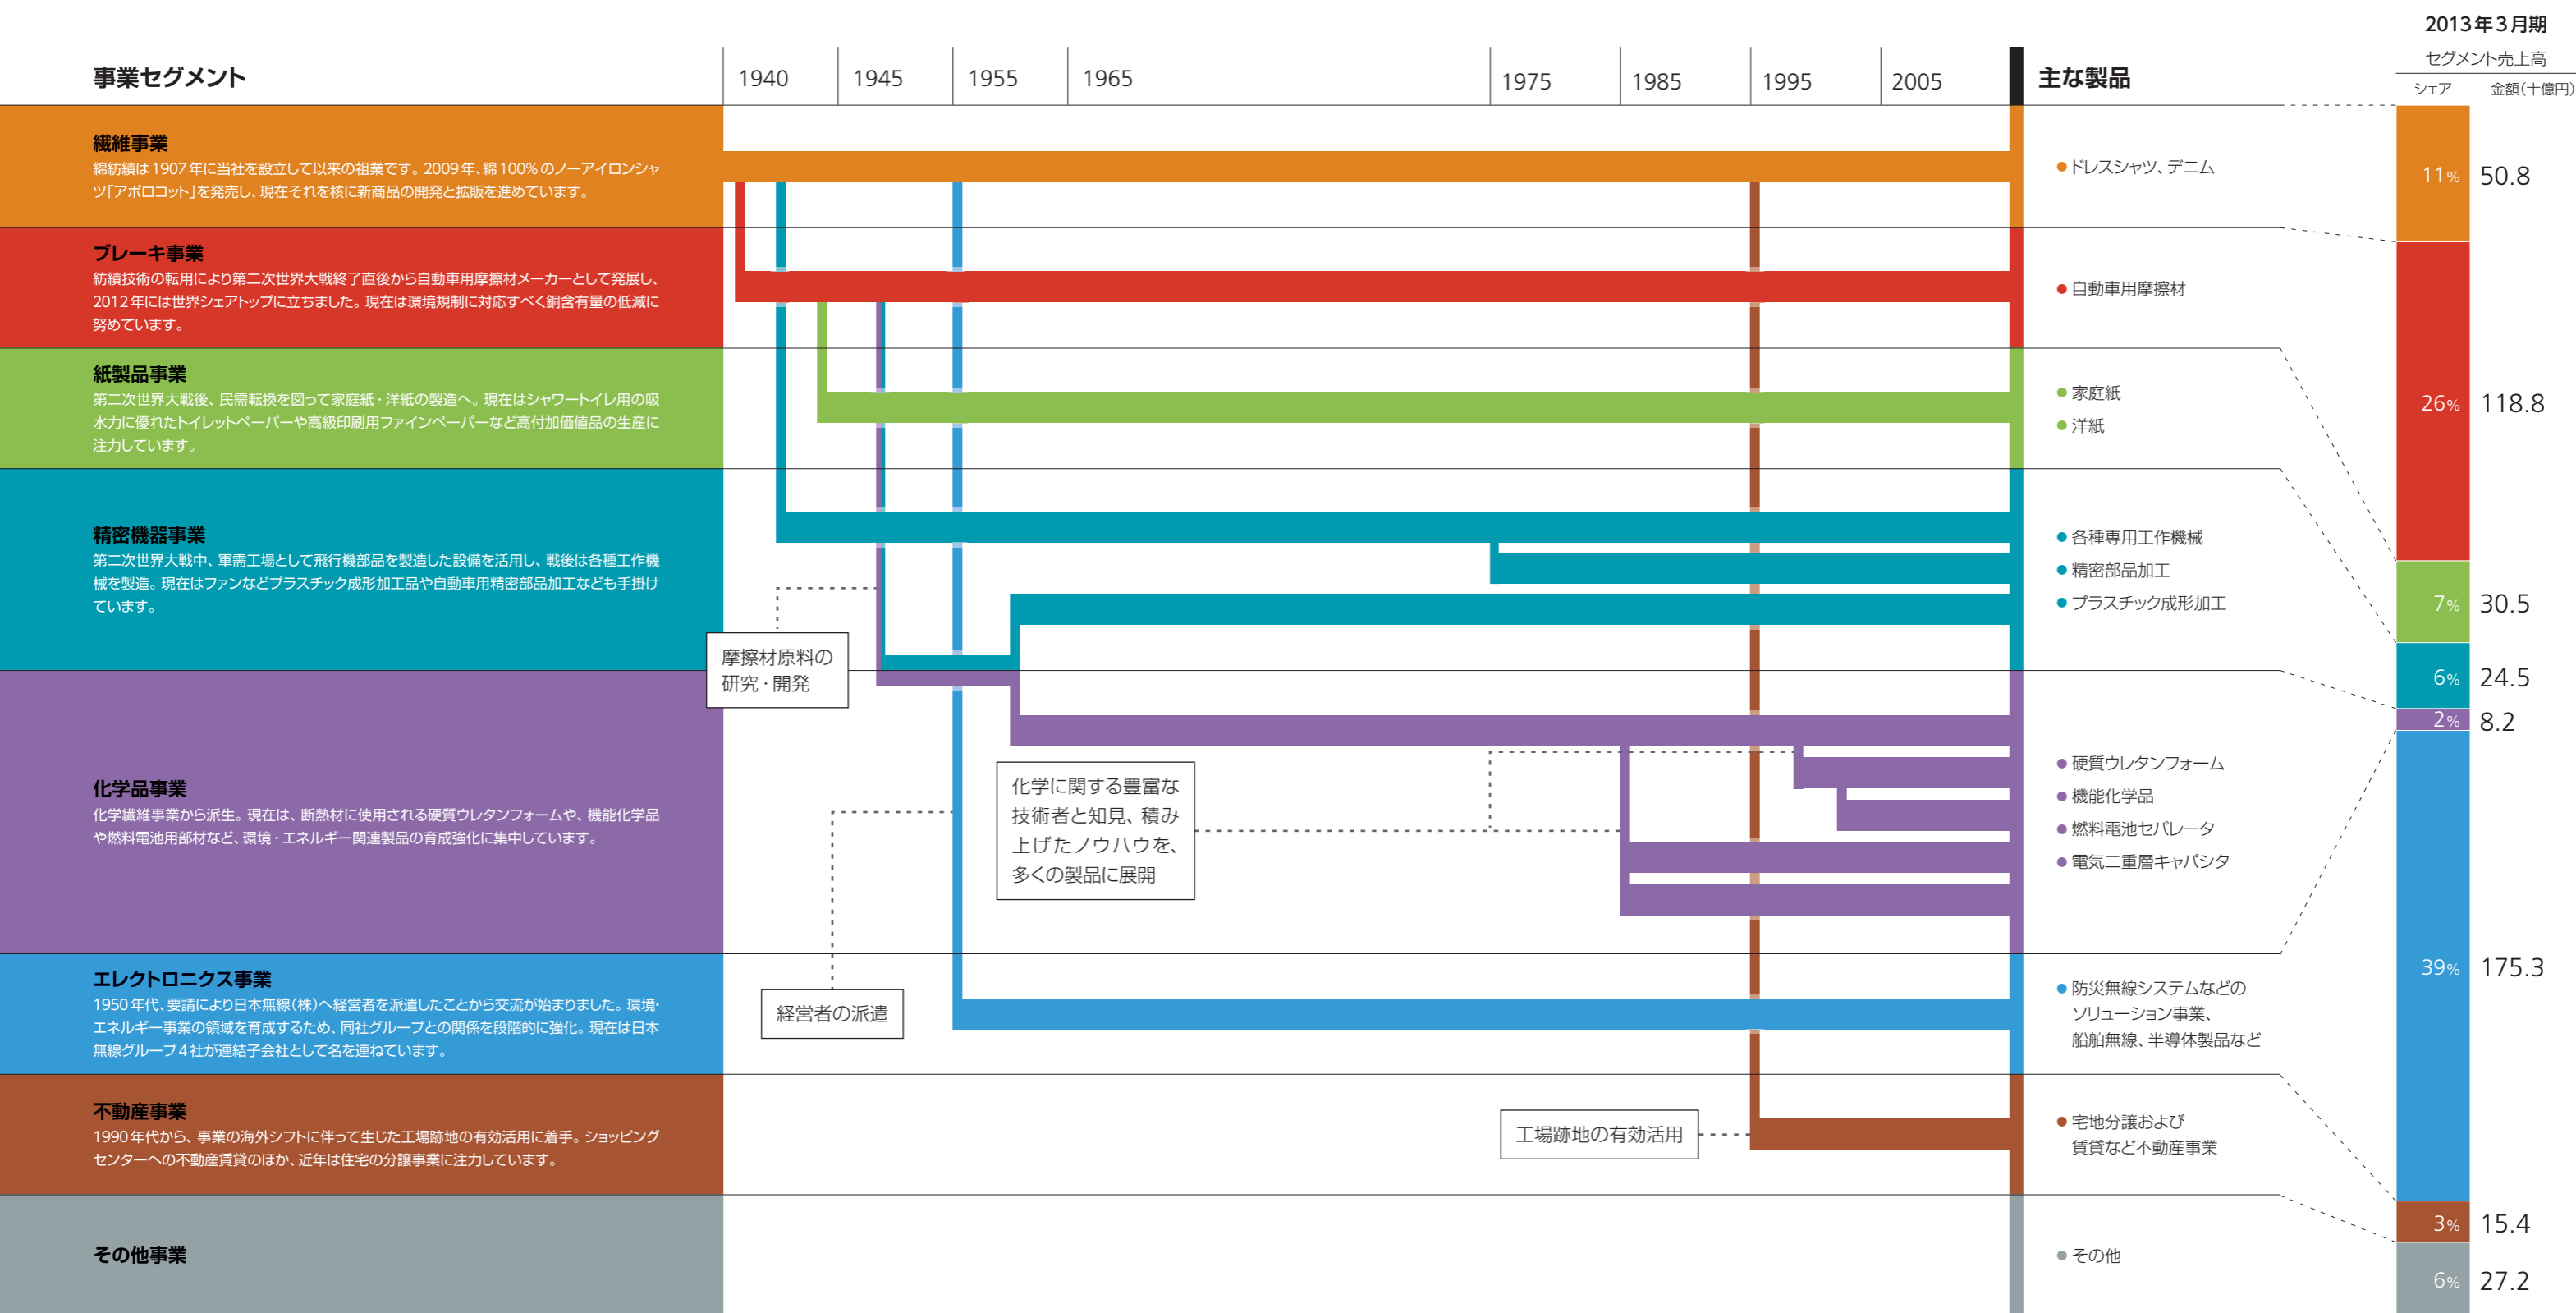 2013年3月期
セグメント売上高
シェア 金額(十億円)
事業セグメント
1940 1945 1955 1965 1975 1985 1995 2005
主な製品
繊維事業
綿紡績は1907年に当社を設立して以来の祖業です。2009年、綿100%のノーアイロンシャ
ツ「アポロコット」を発売し、現在それを核に新商品の開発と拡販を進めています。
●ドレスシャツ、デニム
11% 50.8
ブレーキ事業
紡績技術の転用により第二次世界大戦終了直後から自動車用摩擦材メーカーとして発展し、
2012年には世界シェアトップに立ちました。現在は環境規制に対応すべく銅含有量の低減に
努めています。
●自動車用摩擦材
26% 118.8
紙製品事業
第二次世界大戦後、民需転換を図って家庭紙・洋紙の製造へ。現在はシャワートイレ用の吸
水力に優れたトイレットペーパーや高級印刷用ファインペーパーなど高付加価値品の生産に
注力しています。
●家庭紙
●洋紙
7% 30.5
精密機器事業
第二次世界大戦中、軍需工場として飛行機部品を製造した設備を活用し、戦後は各種工作機
械を製造。現在はファンなどプラスチック成形加工品や自動車用精密部品加工なども手掛け
ています。
摩擦材原料の
研究・開発
●各種専用工作機械
●精密部品加工
●プラスチック成形加工
6% 24.5
化学品事業
化学繊維事業から派生。現在は、断熱材に使用される硬質ウレタンフォームや、機能化学品
や燃料電池用部材など、環境・エネルギー関連製品の育成強化に集中しています。
化学に関する豊富な
技術者と知見、積み
上げたノウハウを、
多くの製品に展開
●硬質ウレタンフォーム
●機能化学品
●燃料電池セパレータ
●電気二重層キャパシタ
2% 8.2
エレクトロニクス事業
1950年代、要請により日本無線(株)へ経営者を派遣したことから交流が始まりました。環境・
エネルギー事業の領域を育成するため、同社グループとの関係を段階的に強化。現在は日本
無線グループ4社が連結子会社として名を連ねています。
経営者の派遣
●防災無線システムなどの
ソリューション事業、
船舶無線、半導体製品など
39% 175.3
不動産事業
1990年代から、事業の海外シフトに伴って生じた工場跡地の有効活用に着手。ショッピング
センターへの不動産賃貸のほか、近年は住宅の分譲事業に注力しています。
工場跡地の有効活用
●宅地分譲および
賃貸など不動産事業
3% 15.4
その他事業
●その他
6% 27.2